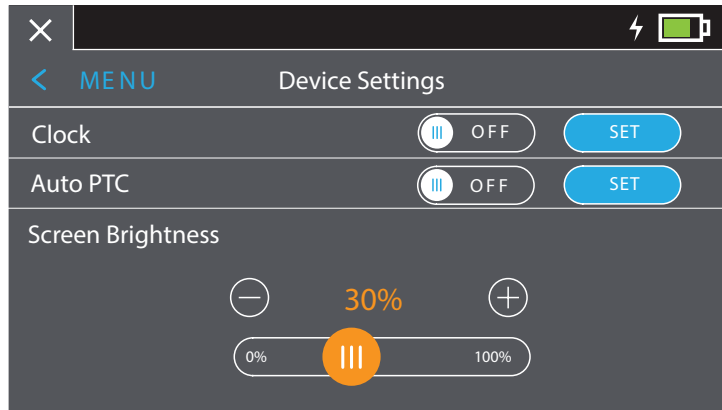 MENU Device Settings
Clock OFF SET
Auto PTC OFF SET
Screen Brightness
30%
0% 100%